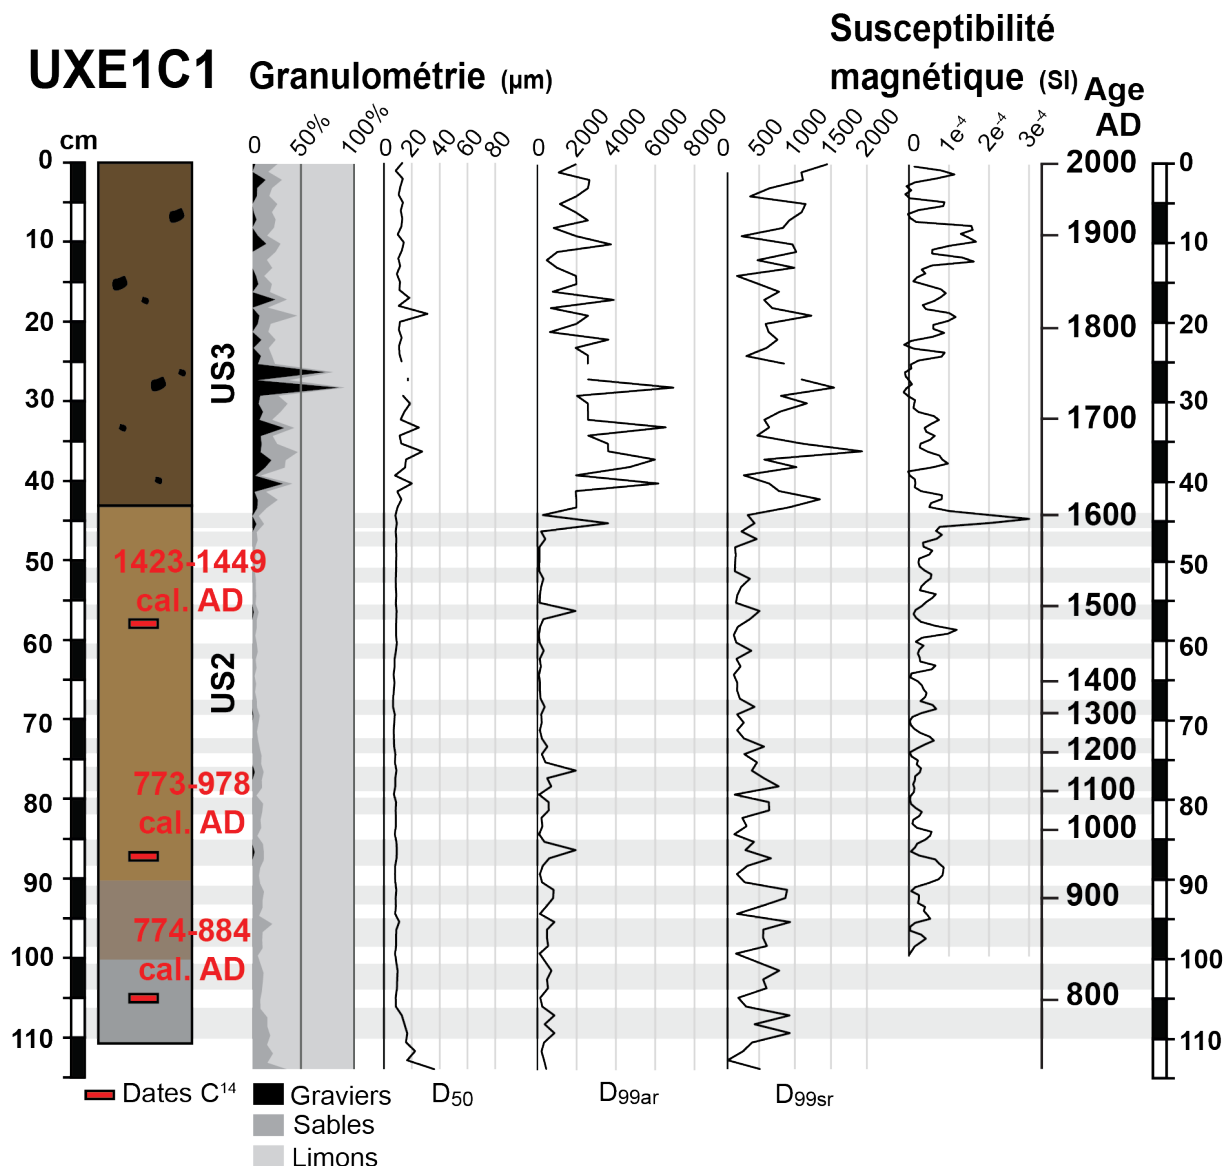 UXE1C1
Granulométrie (µm)
Susceptibilité
magnétique (SI)
Age
AD
cm
0 50% 100%
0 20 40 60 80
0 2000 4000 6000 8000
0 500 1000 1500 2000
0 1e-4 2e-4 3e-4
0
10
20
30
40
50
60
70
80
90
100
110
US3
US2
1423-1449
cal. AD
773-978
cal. AD
774-884
cal. AD
2000
1900
1800
1700
1600
1500
1400
1300
1200
1100
1000
900
800
0
10
20
30
40
50
60
70
80
90
100
110
Dates C14
Graviers
Sables
Limons
D50
D99ar
D99sr